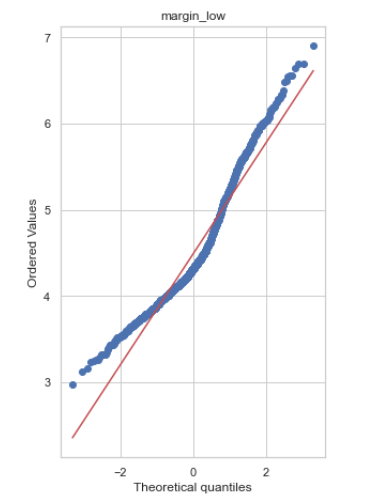 margin_low
7
6
5
4
3
Ordered Values
−2
0
2
Theoretical quantiles